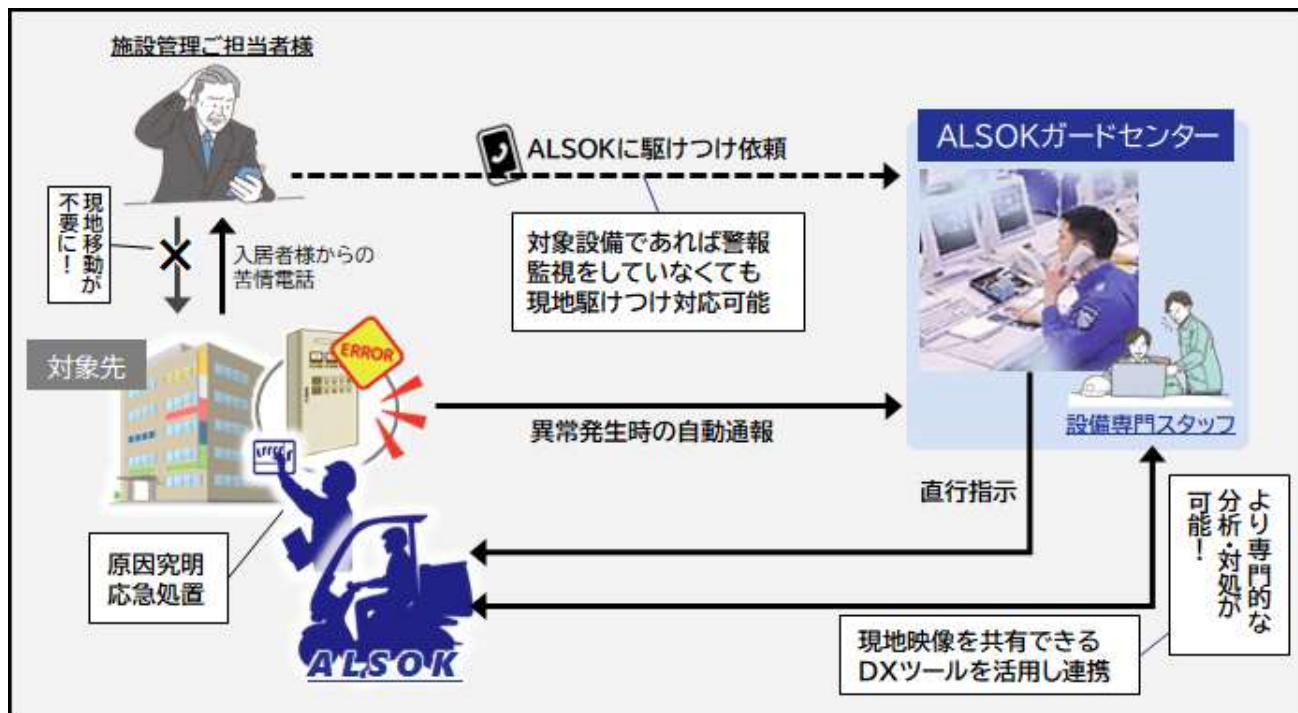 施設管理ご担当者様
ALSOKに駆けつけ依頼
ALSOKガードセンター
現地移動が
不要に！
入居者様からの
苦情電話
対象設備であれば警報
監視をしていなくても
現地駆けつけ対応可能
対象先
ERROR
異常発生時の自動通報
設備専門スタッフ
直行指示
より専門的な
分析・対処が
可能！
原因究明
応急処置
ALSOK
現地映像を共有できる
DXツールを活用し連携